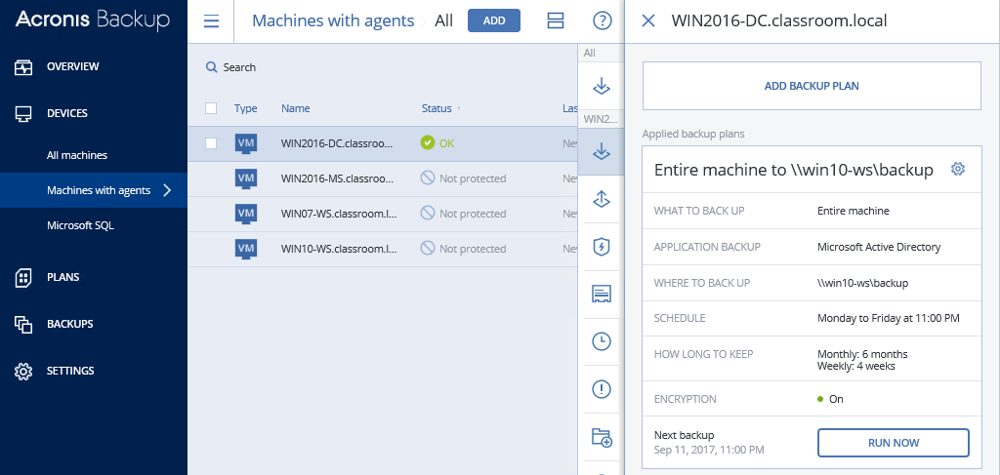 Acronis Backup
OVERVIEW
DEVICES
All machines
Machines with agents
Microsoft SQL
PLANS
BACKUPS
SETTINGS
Machines with agents All ADD ?
Search
Type Name Status Las
VM WIN2016-DC.classroo... OK Nev
VM WIN2016-MS.classroo... Not protected Nev
VM WIN07-WS.classroom.l... Not protected Nev
VM WIN10-WS.classroom.l... Not protected Nev
All
WIN2...
WIN2016-DC.classroom.local
ADD BACKUP PLAN
Applied backup plans
Entire machine to \\win10-ws\backup
WHAT TO BACK UP Entire machine
APPLICATION BACKUP Microsoft Active Directory
WHERE TO BACK UP \\win10-ws\backup
SCHEDULE Monday to Friday at 11:00 PM
HOW LONG TO KEEP Monthly: 6 months
Weekly: 4 weeks
ENCRYPTION On
Next backup
Sep 11, 2017, 11:00 PM
RUN NOW